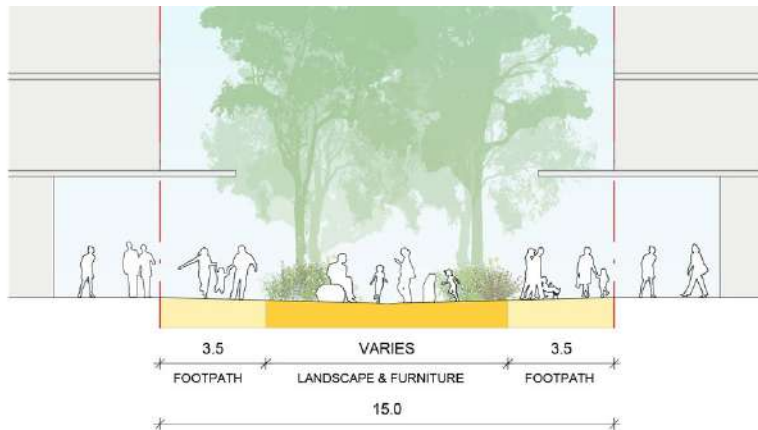 3.5 VARIES 3.5
FOOTPATH LANDSCAPE & FURNITURE FOOTPATH
15.0